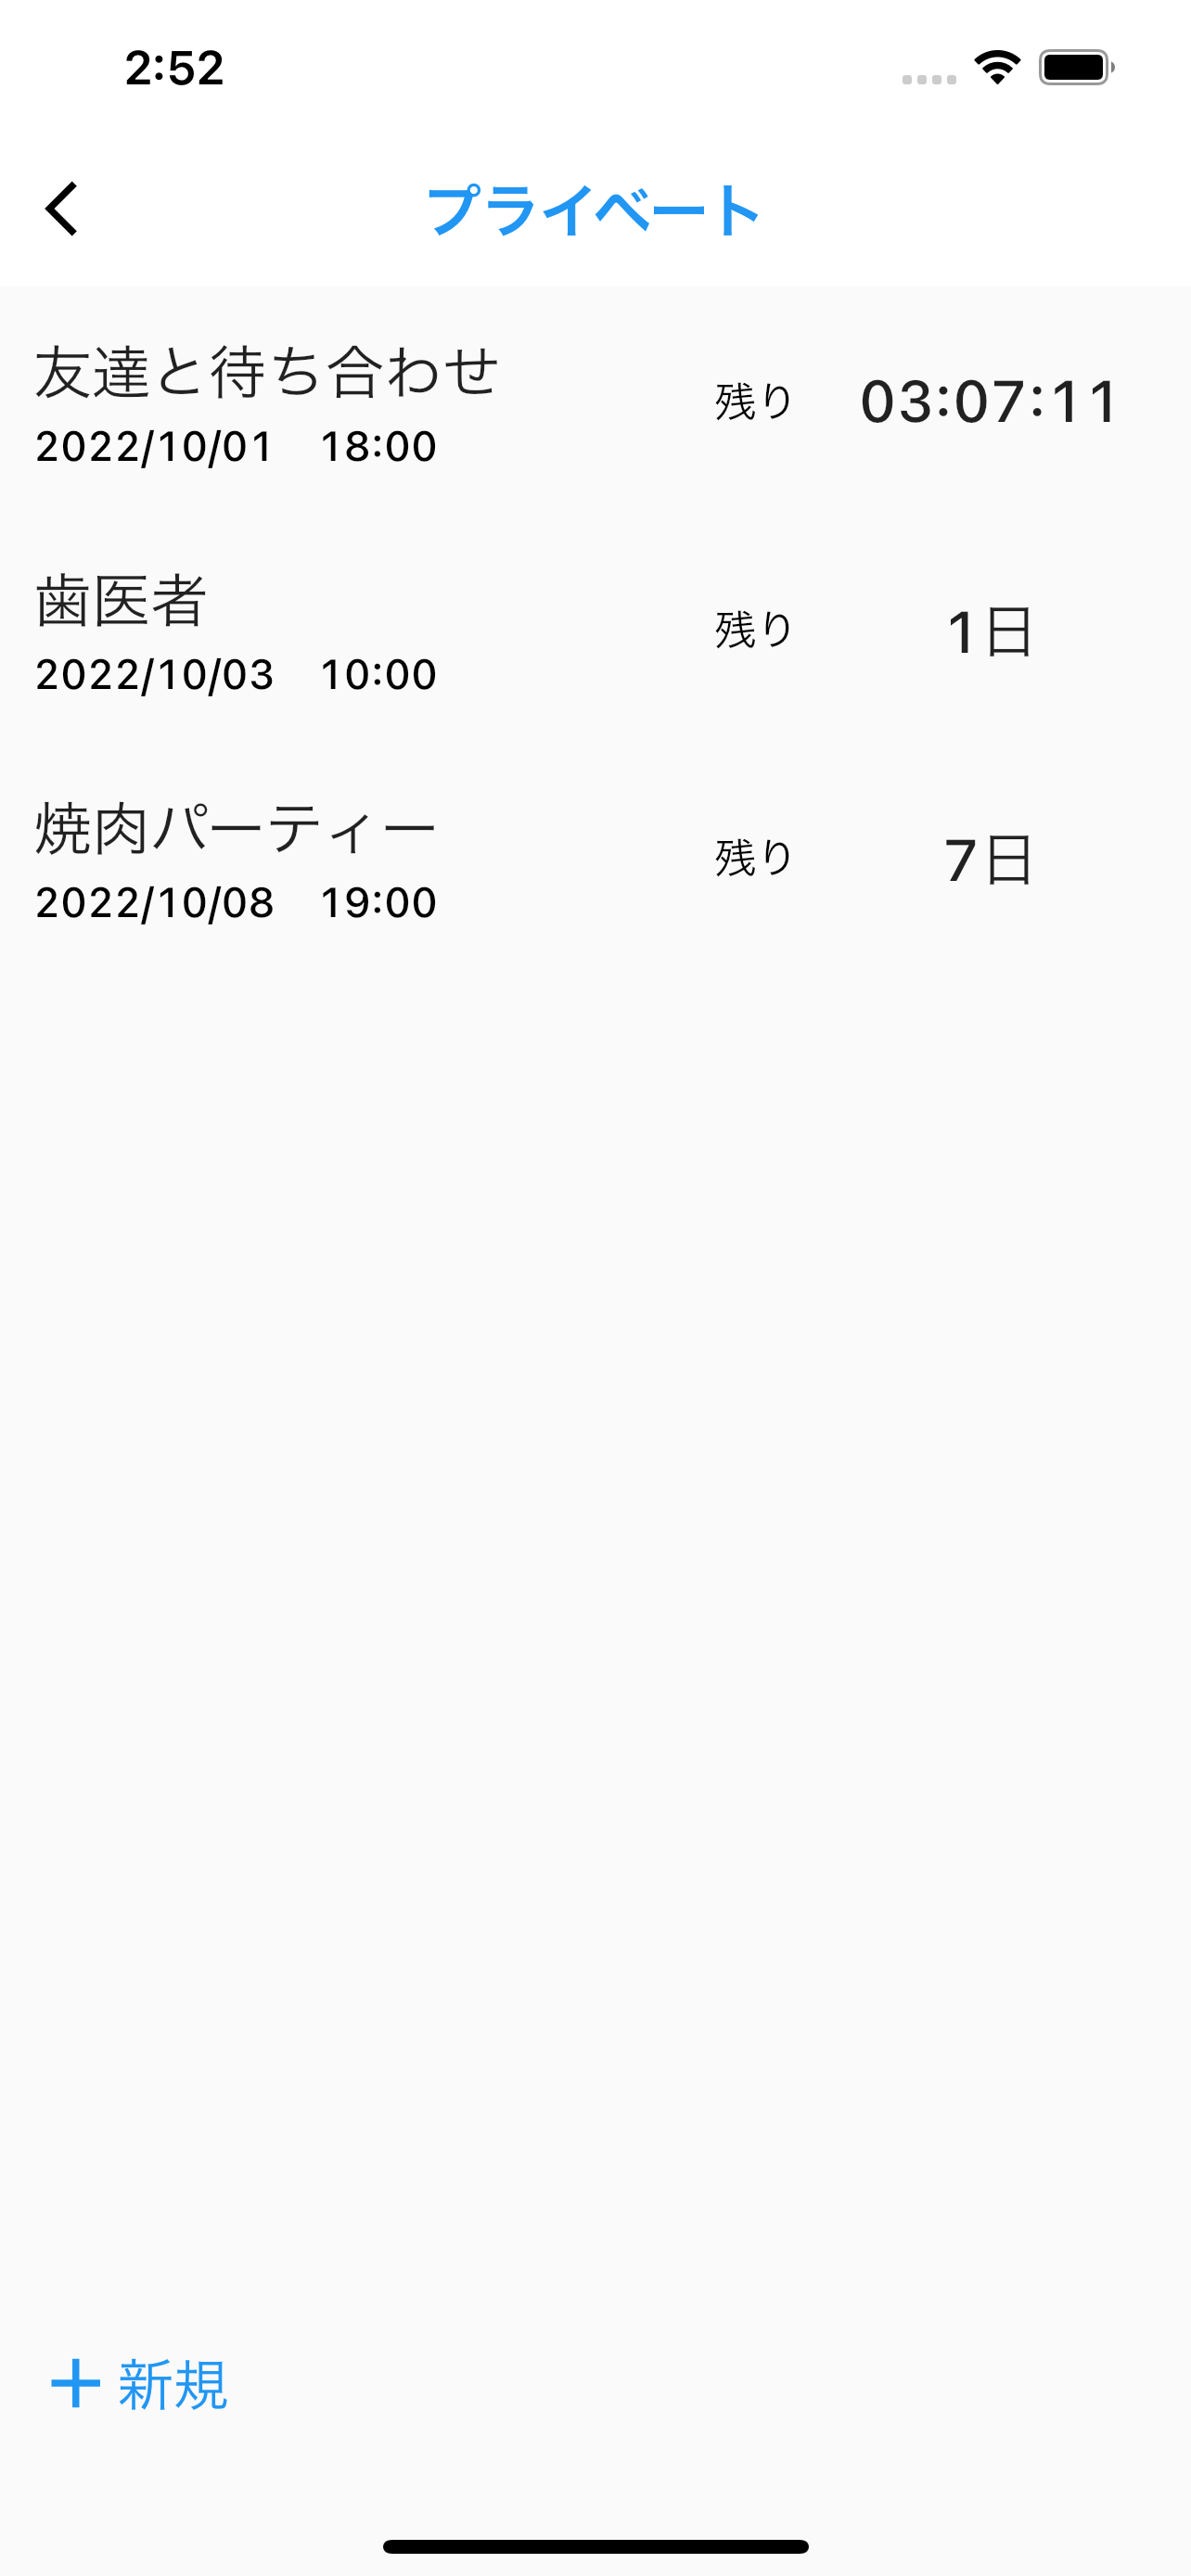 2:52
プライベート
友達と待ち合わせ
2022/10/01 18:00
残り 03:07:11
歯医者
2022/10/03 10:00
残り 1日
焼肉パーティー
2022/10/08 19:00
残り 7日
+ 新規